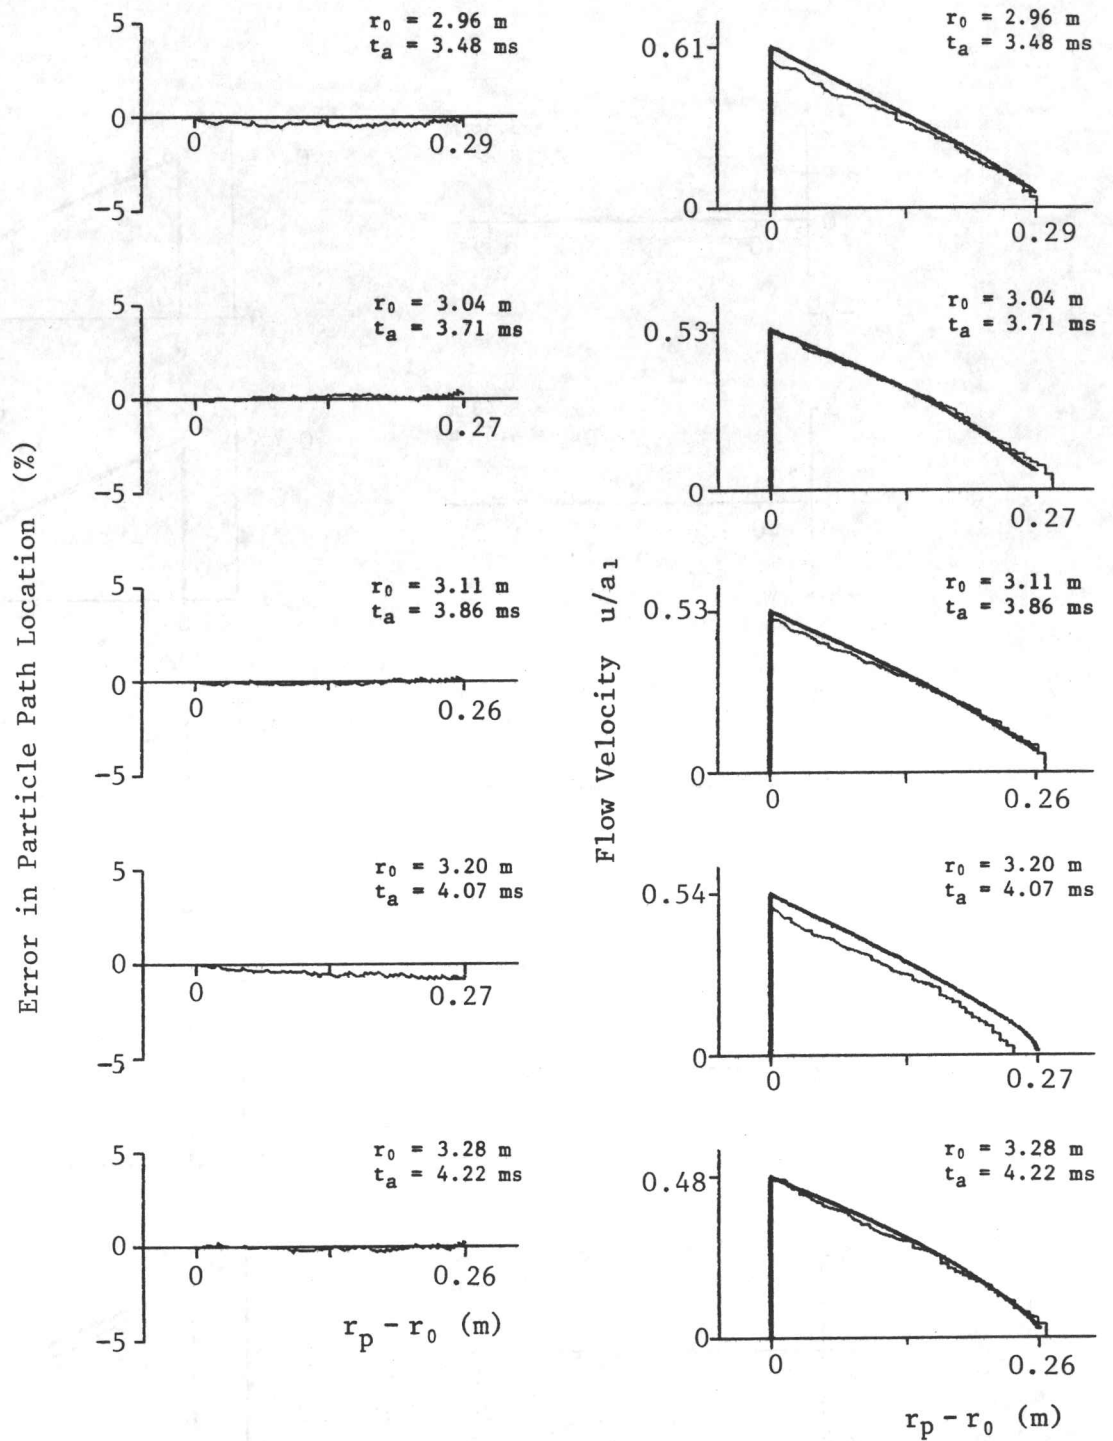 Error in Particle Path Location (%)
5
r₀ = 2.96 m
tₐ = 3.48 ms
0
0
0.29
−5
5
r₀ = 3.04 m
tₐ = 3.71 ms
0
0
0.27
−5
5
r₀ = 3.11 m
tₐ = 3.86 ms
0
0
0.26
−5
5
r₀ = 3.20 m
tₐ = 4.07 ms
0
0
0.27
−5
5
r₀ = 3.28 m
tₐ = 4.22 ms
0
0
0.26
−5
rₚ − r₀ (m)
Flow Velocity u/a₁
r₀ = 2.96 m
tₐ = 3.48 ms
0.61
0
0
0.29
r₀ = 3.04 m
tₐ = 3.71 ms
0.53
0
0
0.27
r₀ = 3.11 m
tₐ = 3.86 ms
0.53
0
0
0.26
r₀ = 3.20 m
tₐ = 4.07 ms
0.54
0
0
0.27
r₀ = 3.28 m
tₐ = 4.22 ms
0.48
0
0
0.26
rₚ − r₀ (m)